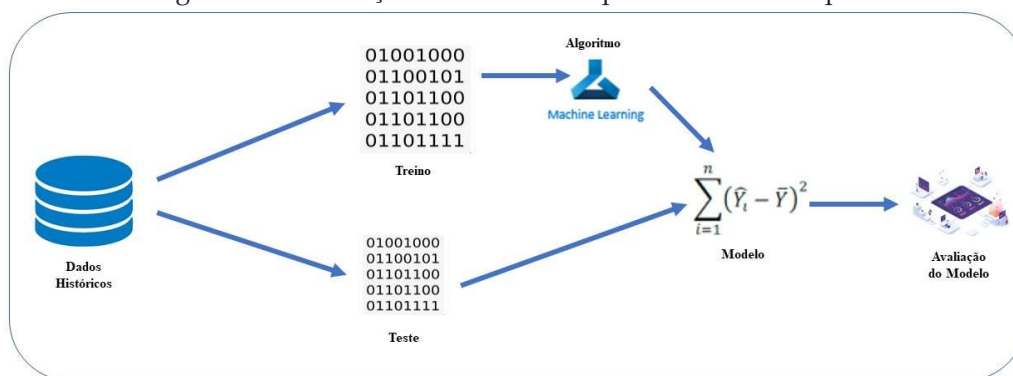 01001000
01100101
01101100
01101100
01101111
Treino
Algoritmo
Machine Learning
Dados
Históricos
01001000
01100101
01101100
01101100
01101111
Teste
n
∑(Ŷᵢ − Ȳ)²
i=1
Modelo
Avaliação
do Modelo